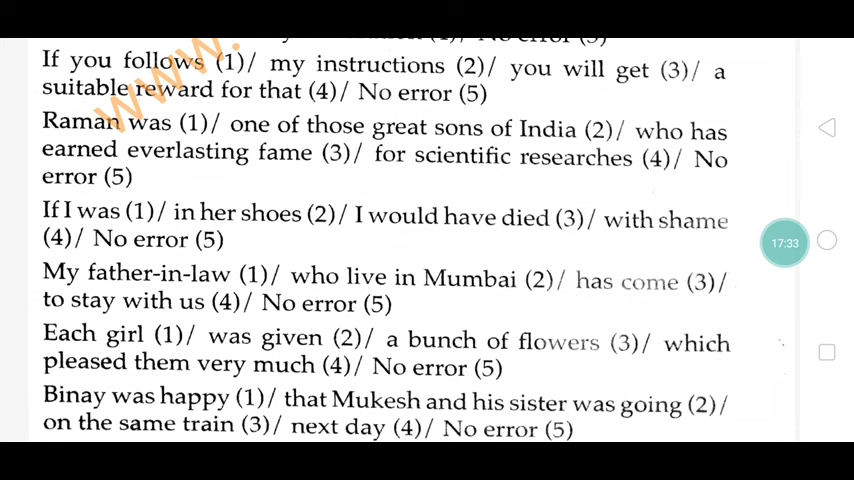 No error (5)
If you follows (1)/ my instructions (2)/ you will get (3)/ a
suitable reward for that (4)/ No error (5)
www.
Raman was (1)/ one of those great sons of India (2)/ who has
earned everlasting fame (3)/ for scientific researches (4)/ No
error (5)
If I was (1)/ in her shoes (2)/ I would have died (3)/ with shame
(4)/ No error (5)
17:33
My father-in-law (1)/ who live in Mumbai (2)/ has come (3)/
to stay with us (4)/ No error (5)
Each girl (1)/ was given (2)/ a bunch of flowers (3)/ which
pleased them very much (4)/ No error (5)
Binay was happy (1)/ that Mukesh and his sister was going (2)/
on the same train (3)/ next day (4)/ No error (5)